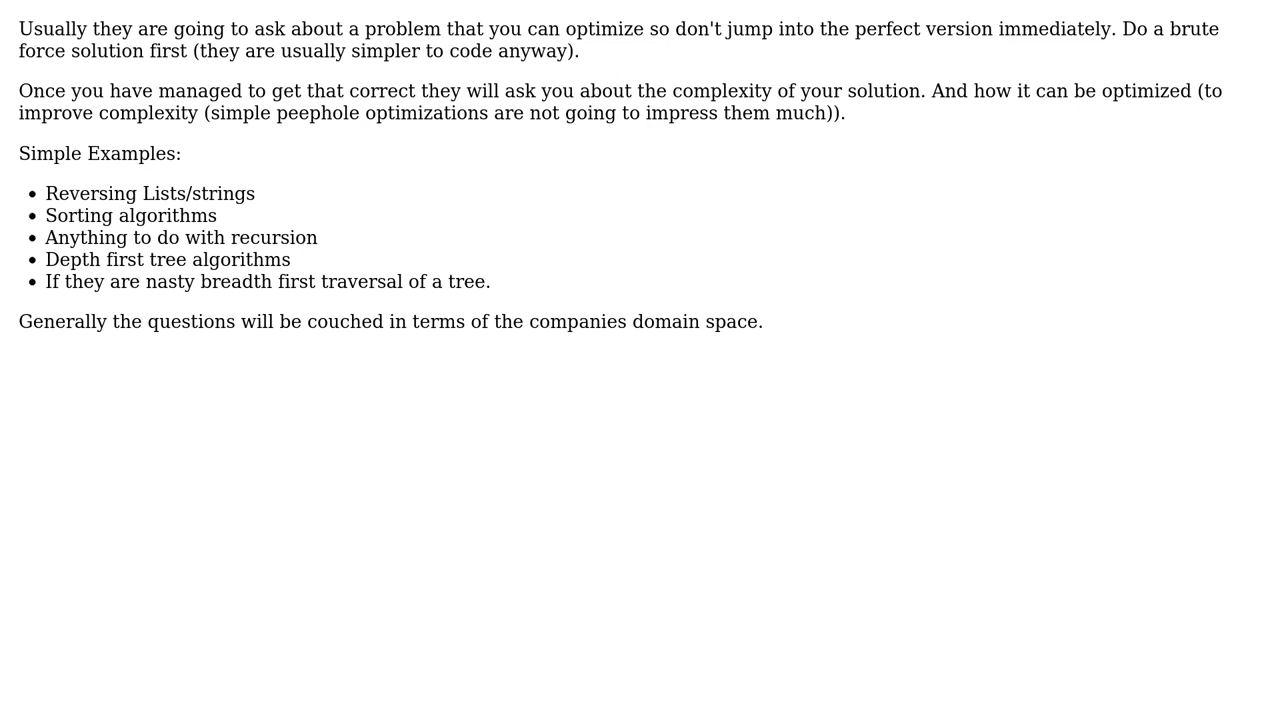 Usually they are going to ask about a problem that you can optimize so don't jump into the perfect version immediately. Do a brute
force solution first (they are usually simpler to code anyway).
Once you have managed to get that correct they will ask you about the complexity of your solution. And how it can be optimized (to
improve complexity (simple peephole optimizations are not going to impress them much)).
Simple Examples:
• Reversing Lists/strings
• Sorting algorithms
• Anything to do with recursion
• Depth first tree algorithms
• If they are nasty breadth first traversal of a tree.
Generally the questions will be couched in terms of the companies domain space.